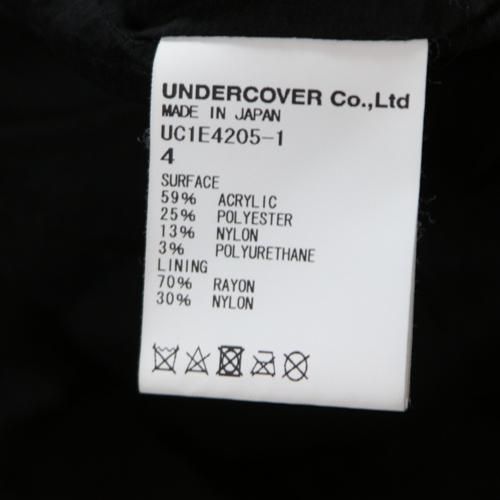 UNDERCOVER Co.,Ltd
MADE IN JAPAN
UC1E4205-1
4
SURFACE
59% ACRYLIC
25% POLYESTER
13% NYLON
3% POLYURETHANE
LINING
70% RAYON
30% NYLON